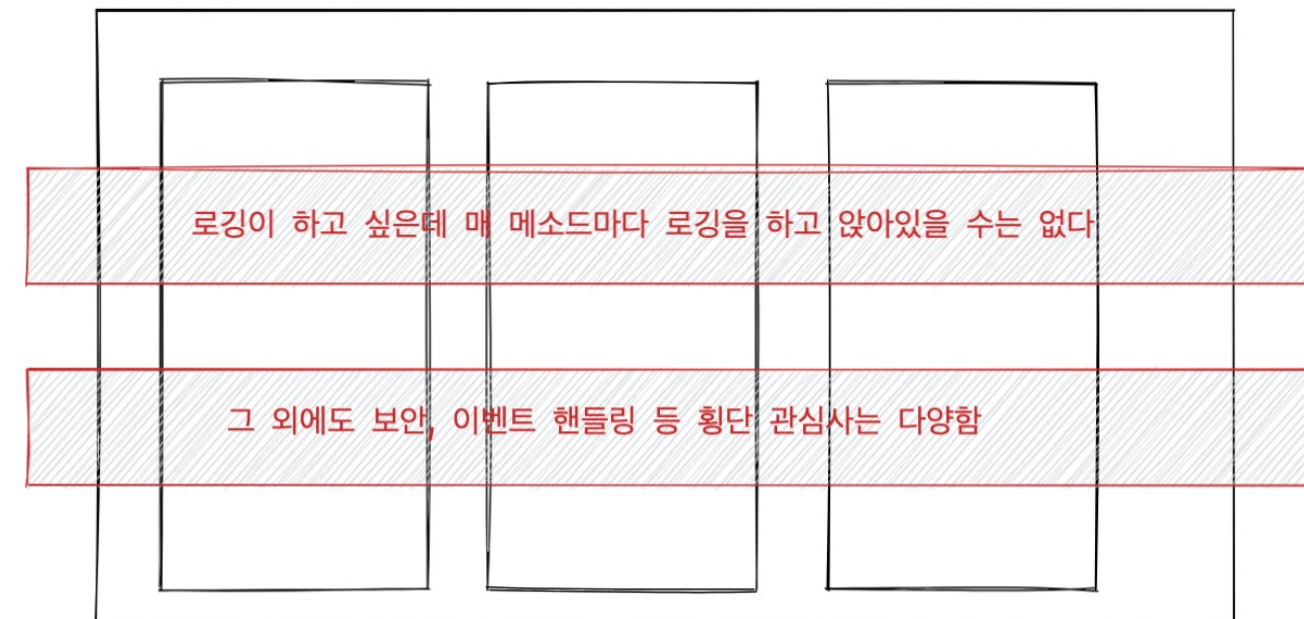 로깅이 하고 싶은데 매 메소드마다 로깅을 하고 앉아있을 수는 없다
그 외에도 보안, 이벤트 핸들링 등 횡단 관심사는 다양함